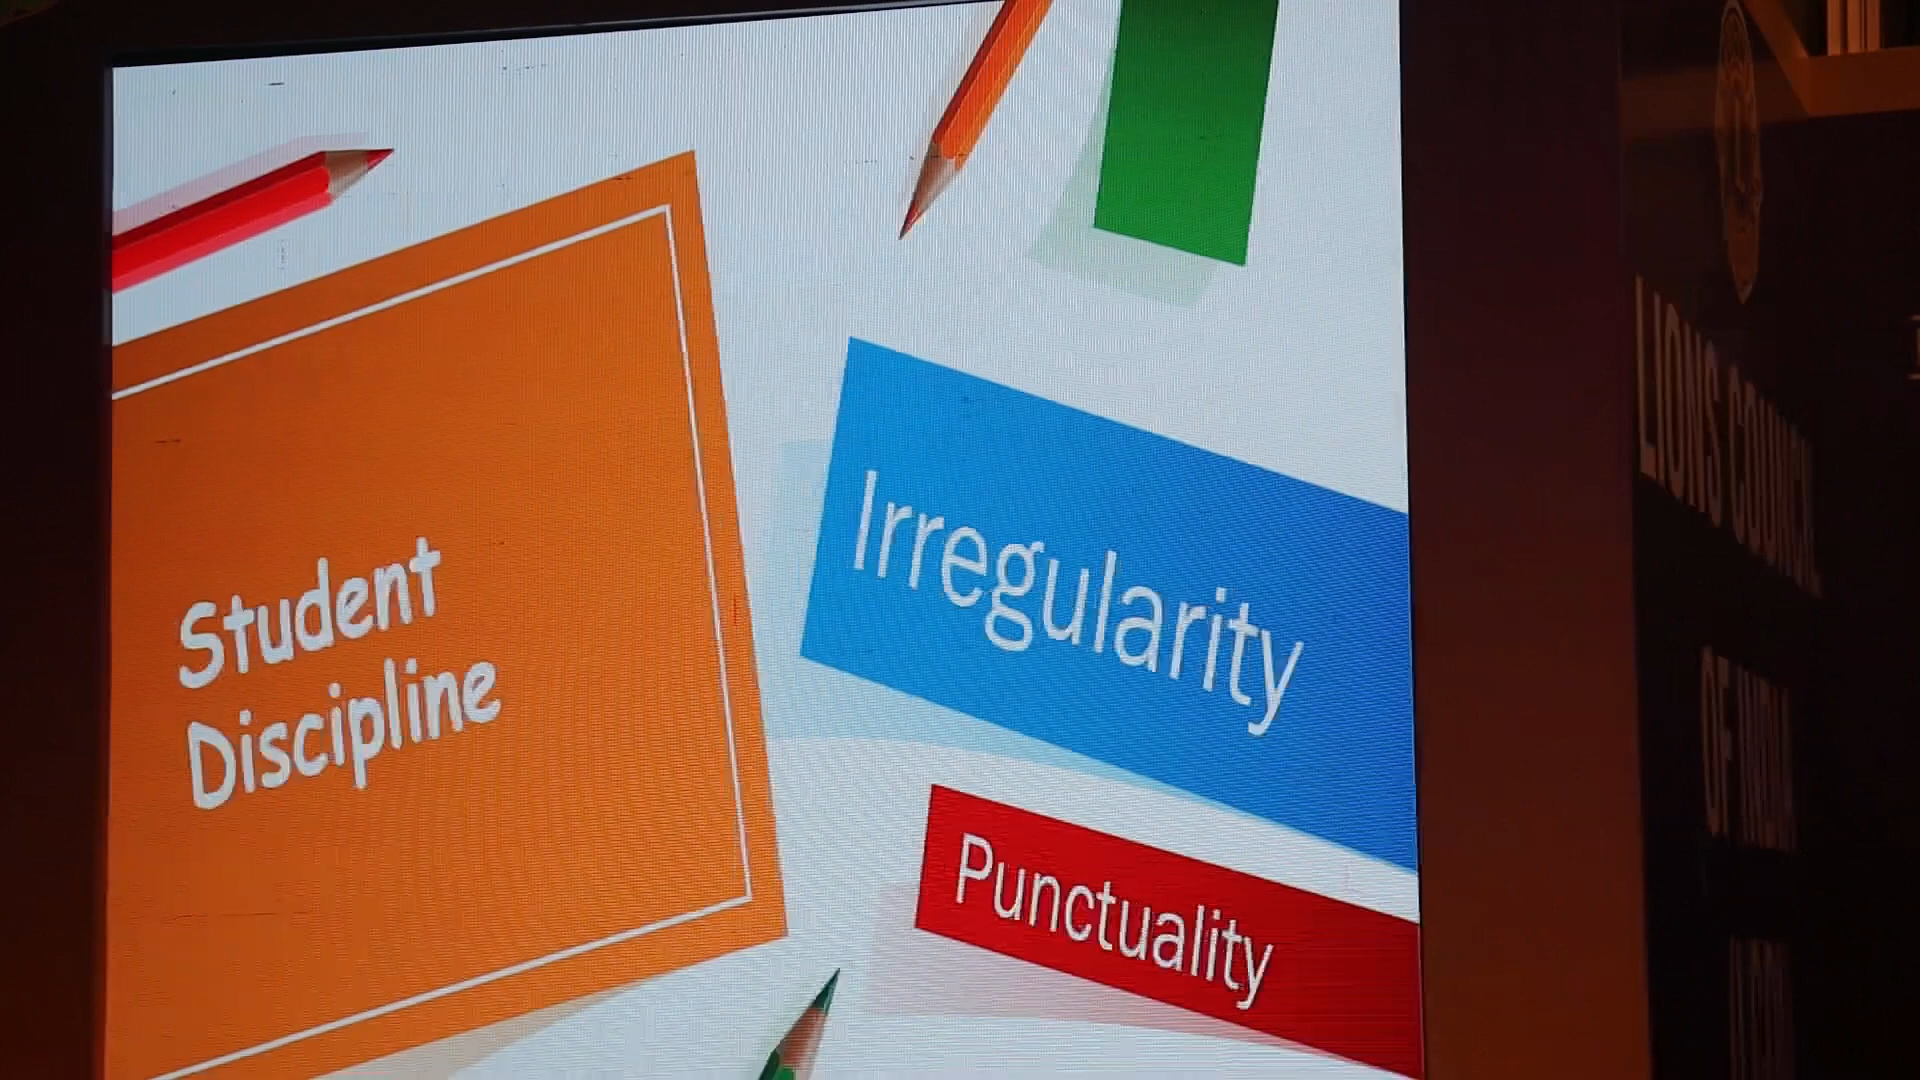 Student
Discipline
Irregularity
Punctuality
LIONS COUNCIL
OF INDIA